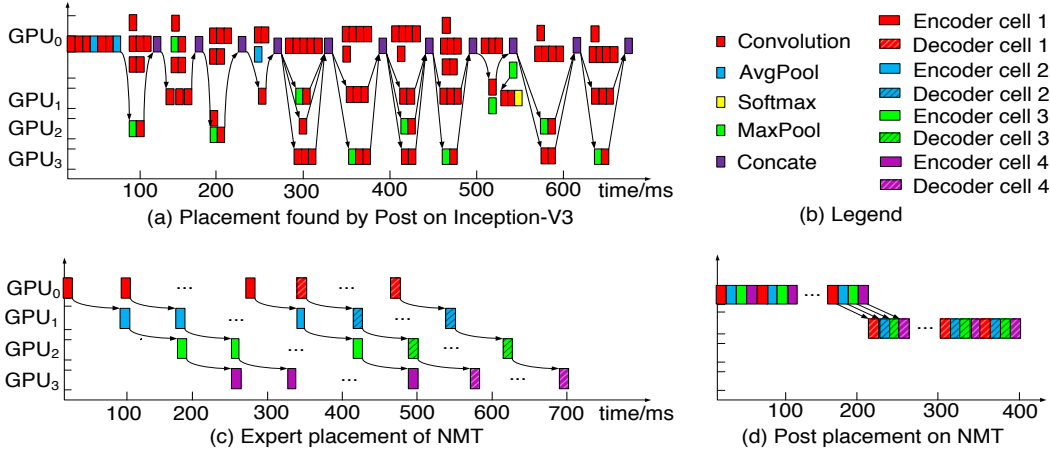 GPU0
GPU1
GPU2
GPU3
100 200 300 400 500 600 time/ms
(a) Placement found by Post on Inception-V3
Convolution
AvgPool
Softmax
MaxPool
Concate
Encoder cell 1
Decoder cell 1
Encoder cell 2
Decoder cell 2
Encoder cell 3
Decoder cell 3
Encoder cell 4
Decoder cell 4
(b) Legend
GPU0 ... ...
GPU1 ... ...
GPU2 ... ...
GPU3 ... ...
100 200 300 400 500 600 700 time/ms
(c) Expert placement of NMT
...
...
100 200 300 400
(d) Post placement on NMT